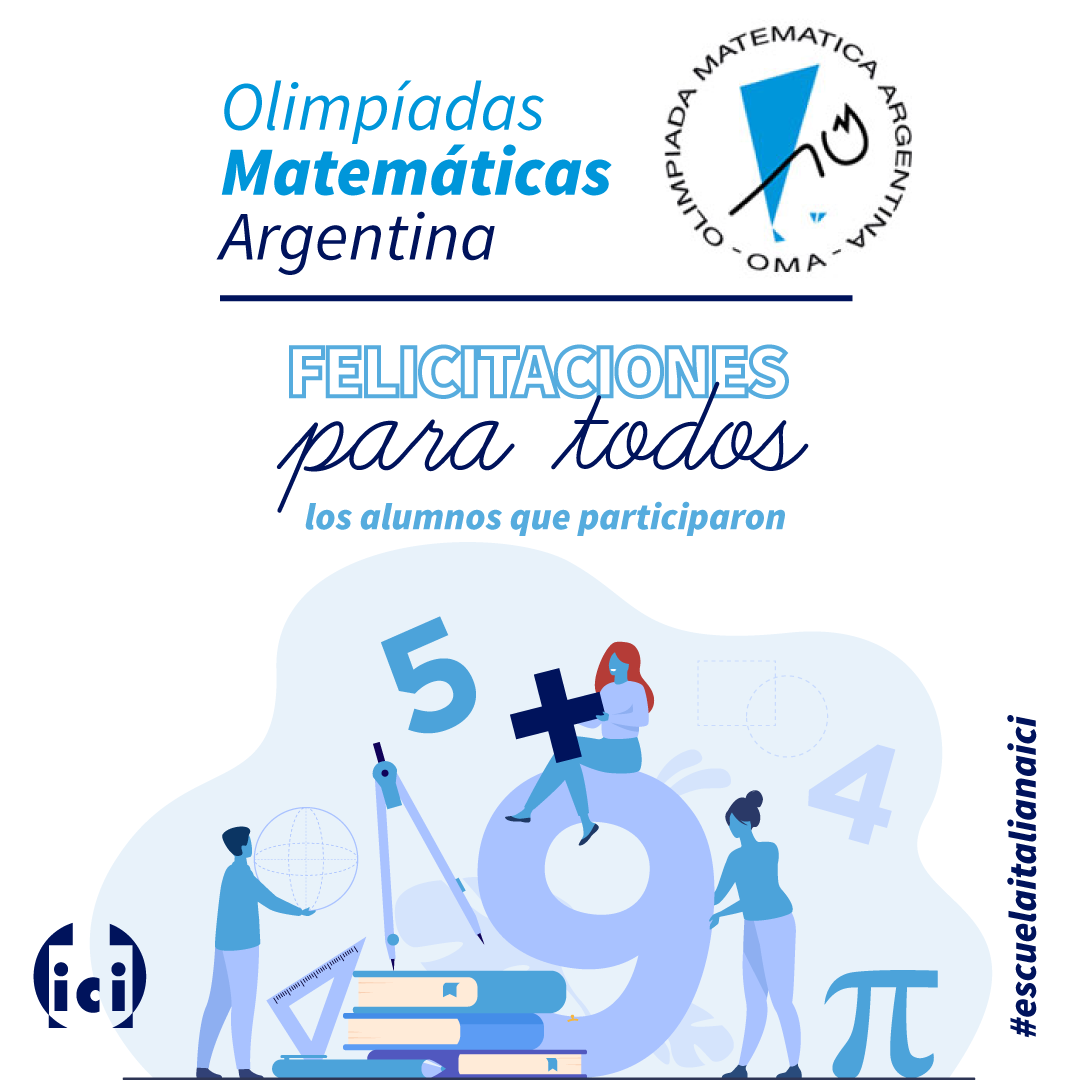 Olimpíadas
Matemáticas
Argentina
OLIMPIADA MATEMATICA ARGENTINA - OMA -
FELICITACIONES
para todos
los alumnos que participaron
5
+
4
9
π
ici
#escuelaitalianaici